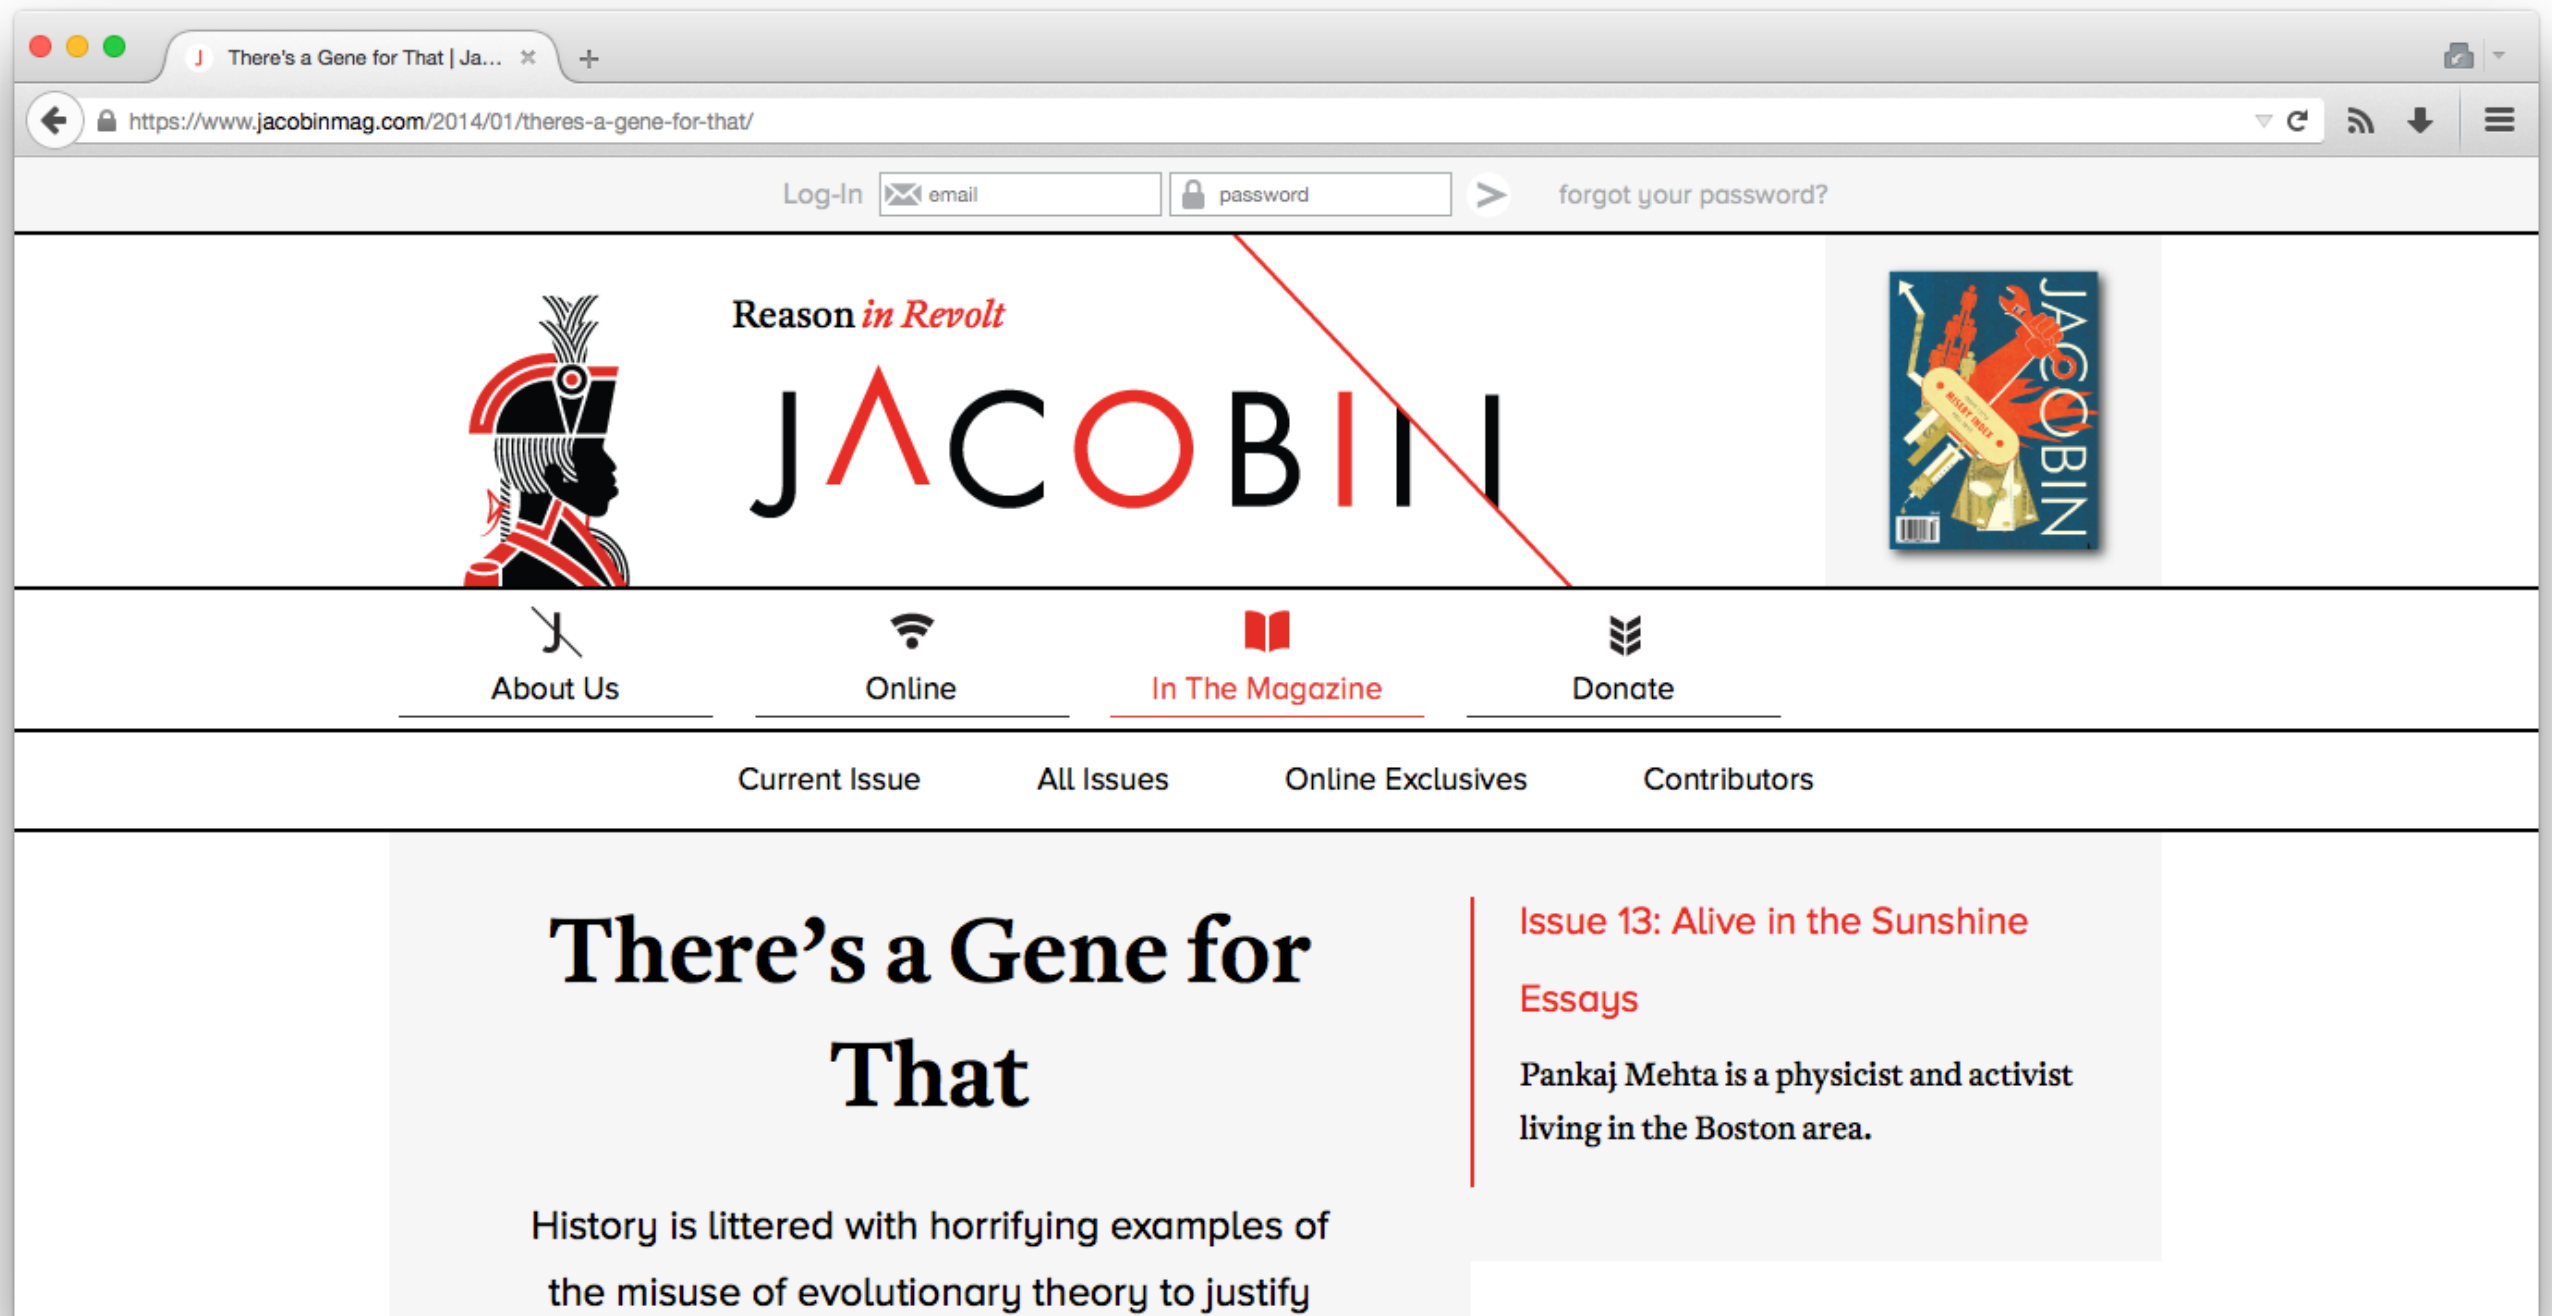 There's a Gene for That | Ja...
https://www.jacobinmag.com/2014/01/theres-a-gene-for-that/
Log-In email password > forgot your password?
Reason in Revolt
JACOBIN
JACOBIN
MISERY INDEX
About Us Online In The Magazine Donate
Current Issue All Issues Online Exclusives Contributors
There’s a Gene for
That
Issue 13: Alive in the Sunshine
Essays
Pankaj Mehta is a physicist and activist
living in the Boston area.
History is littered with horrifying examples of
the misuse of evolutionary theory to justify